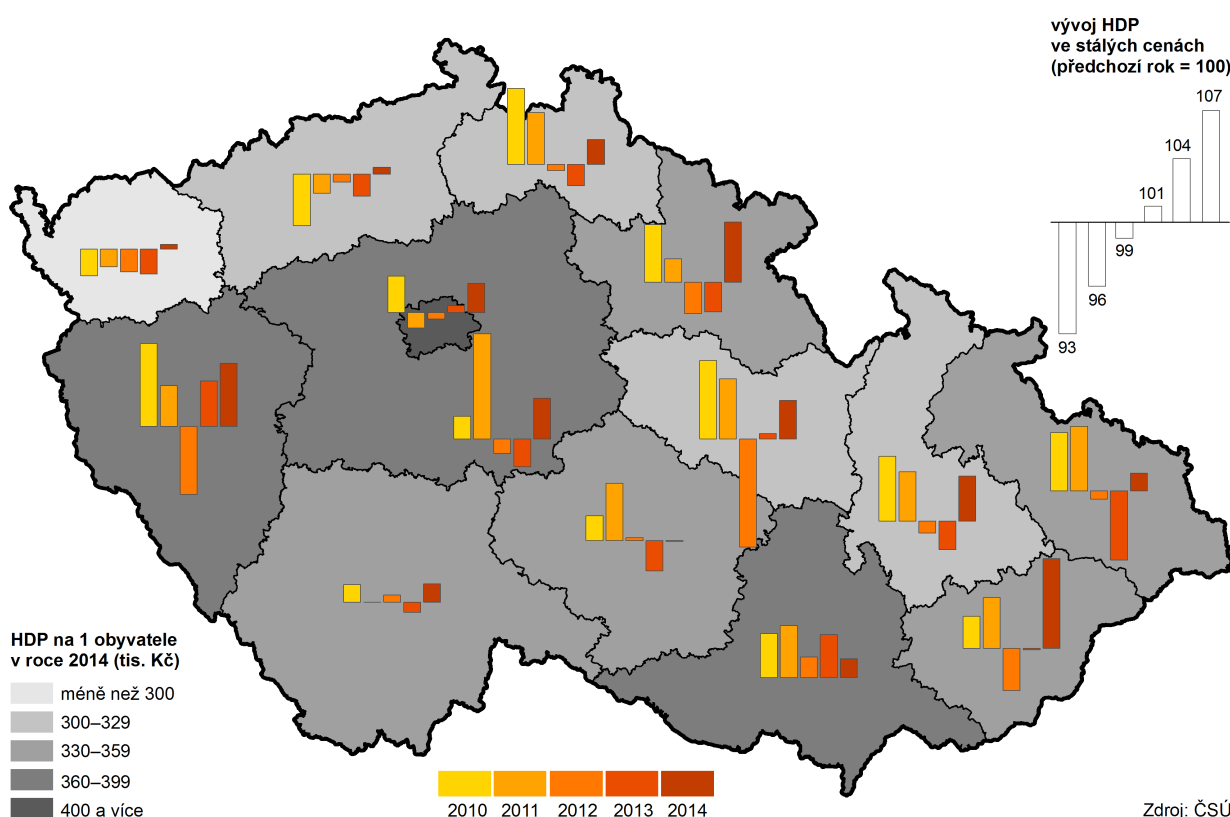 vývoj HDP
ve stálých cenách
(předchozí rok = 100)
107
104
101
99
96
93
HDP na 1 obyvatele
v roce 2014 (tis. Kč)
méně než 300
300–329
330–359
360–399
400 a více
2010 2011 2012 2013 2014
Zdroj: ČSÚ